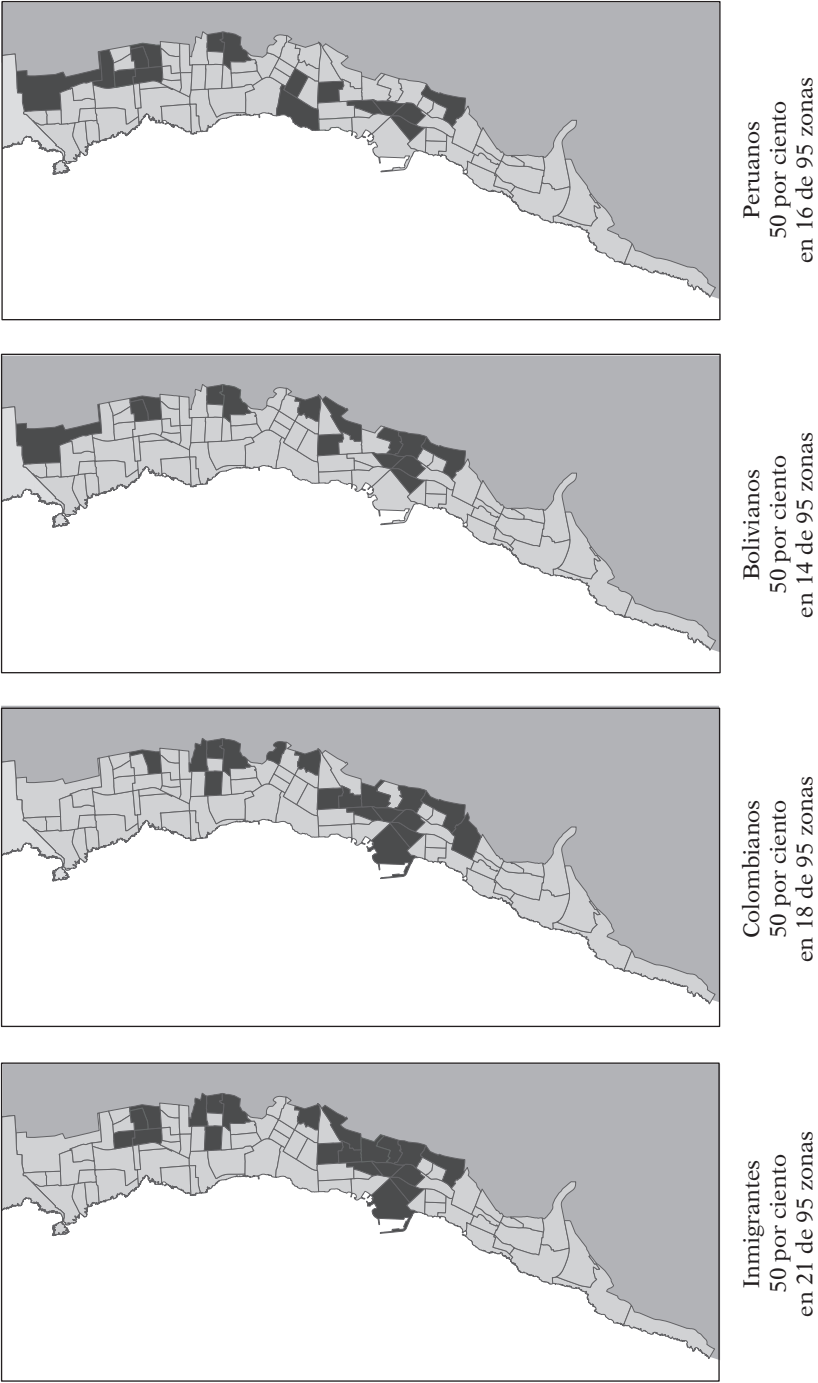 Inmigrantes
50 por ciento
en 21 de 95 zonas
Colombianos
50 por ciento
en 18 de 95 zonas
Bolivianos
50 por ciento
en 14 de 95 zonas
Peruanos
50 por ciento
en 16 de 95 zonas